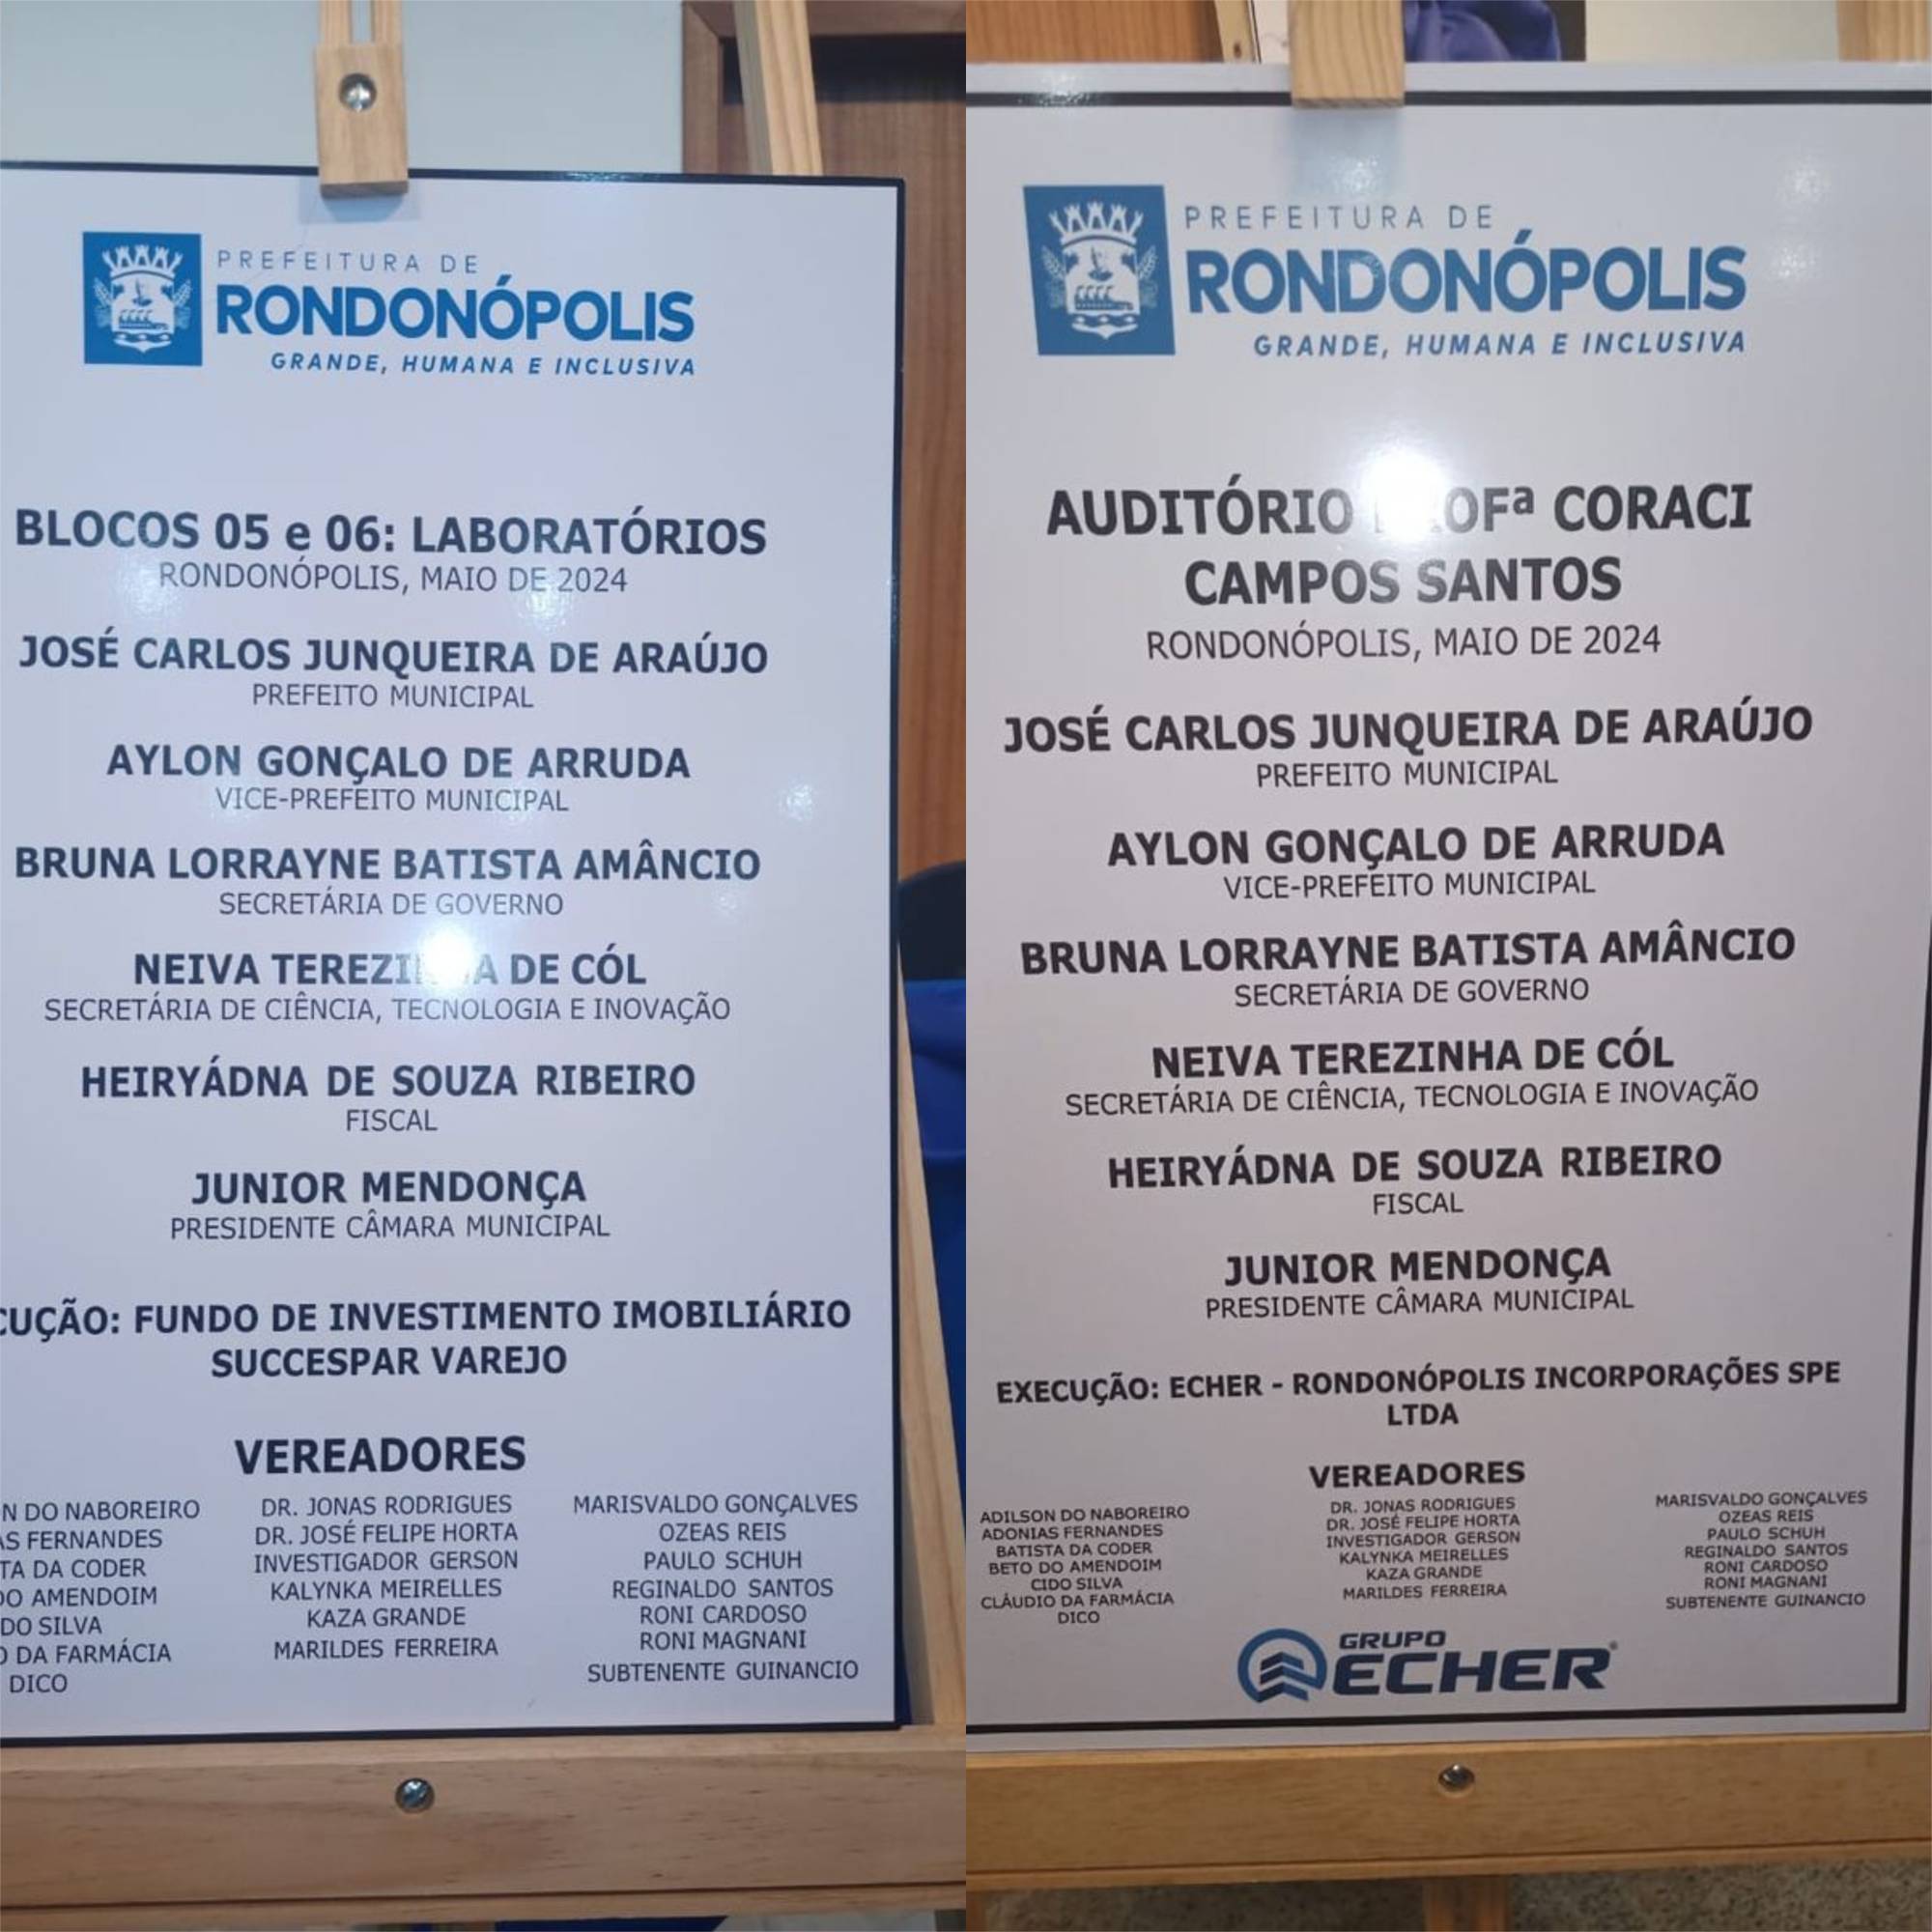 PREFEITURA DE
RONDONÓPOLIS
GRANDE, HUMANA E INCLUSIVA
BLOCOS 05 e 06: LABORATÓRIOS
RONDONÓPOLIS, MAIO DE 2024
JOSÉ CARLOS JUNQUEIRA DE ARAÚJO
PREFEITO MUNICIPAL
AYLON GONÇALO DE ARRUDA
VICE-PREFEITO MUNICIPAL
BRUNA LORRAYNE BATISTA AMÂNCIO
SECRETÁRIA DE GOVERNO
NEIVA DE CÓL
SECRETÁRIA DE CIÊNCIA, TECNOLOGIA E INOVAÇÃO
HEIRYÁDNA DE SOUZA RIBEIRO
FISCAL
JUNIOR MENDONÇA
PRESIDENTE CÂMARA MUNICIPAL
CUÇÃO: FUNDO DE INVESTIMENTO IMOBILIÁRIO
SUCCESPAR VAREJO
VEREADORES
N DO NABOREIRO
AS FERNANDES
TA DA CODER
DO AMENDOIM
DO SILVA
O DA FARMÁCIA
DICO
DR. JONAS RODRIGUES
DR. JOSÉ FELIPE HORTA
INVESTIGADOR GERSON
KALYNKA MEIRELLES
KAZA GRANDE
MARILDES FERREIRA
MARISVALDO GONÇALVES
OZEAS REIS
PAULO SCHUH
REGINALDO SANTOS
RONI CARDOSO
RONI MAGNANI
SUBTENENTE GUINANCIO
PREFEITURA DE
RONDONÓPOLIS
GRANDE, HUMANA E INCLUSIVA
AUDITÓRIO CORACI
CAMPOS SANTOS
RONDONÓPOLIS, MAIO DE 2024
JOSÉ CARLOS JUNQUEIRA DE ARAÚJO
PREFEITO MUNICIPAL
AYLON GONÇALO DE ARRUDA
VICE-PREFEITO MUNICIPAL
BRUNA LORRAYNE BATISTA AMÂNCIO
SECRETÁRIA DE GOVERNO
NEIVA TEREZINHA DE CÓL
SECRETÁRIA DE CIÊNCIA, TECNOLOGIA E INOVAÇÃO
HEIRYÁDNA DE SOUZA RIBEIRO
FISCAL
JUNIOR MENDONÇA
PRESIDENTE CÂMARA MUNICIPAL
EXECUÇÃO: ECHER - RONDONÓPOLIS INCORPORAÇÕES SPE
LTDA
VEREADORES
ADILSON DO NABOREIRO
ADONIAS FERNANDES
BATISTA DA CODER
BETO DO AMENDOIM
CIDO SILVA
CLÁUDIO DA FARMÁCIA
DICO
DR. JONAS RODRIGUES
DR. JOSÉ FELIPE HORTA
INVESTIGADOR GERSON
KALYNKA MEIRELLES
KAZA GRANDE
MARILDES FERREIRA
MARISVALDO GONÇALVES
OZEAS REIS
PAULO SCHUH
REGINALDO SANTOS
RONI CARDOSO
RONI MAGNANI
SUBTENENTE GUINANCIO
GRUPO
ECHER®